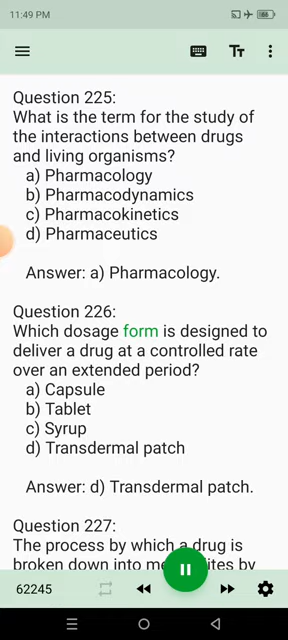 11:49 PM
86
Tт
Question 225:
What is the term for the study of
the interactions between drugs
and living organisms?
a) Pharmacology
b) Pharmacodynamics
c) Pharmacokinetics
d) Pharmaceutics
Answer: a) Pharmacology.
Question 226:
Which dosage form is designed to
deliver a drug at a controlled rate
over an extended period?
a) Capsule
b) Tablet
c) Syrup
d) Transdermal patch
Answer: d) Transdermal patch.
Question 227:
The process by which a drug is
broken down into by
62245